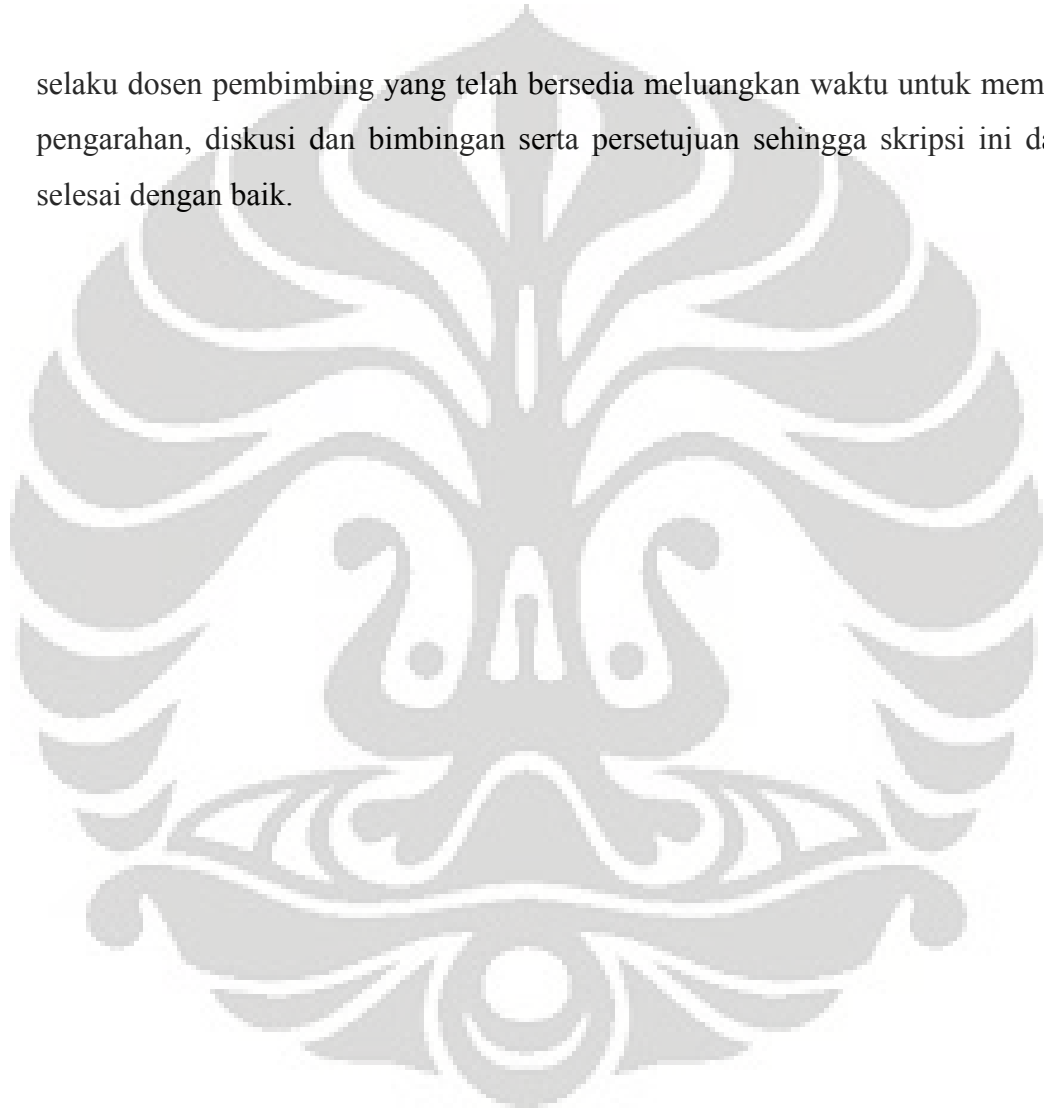 selaku dosen pembimbing yang telah bersedia meluangkan waktu untuk mem
pengarahan, diskusi dan bimbingan serta persetujuan sehingga skripsi ini da
selesai dengan baik.